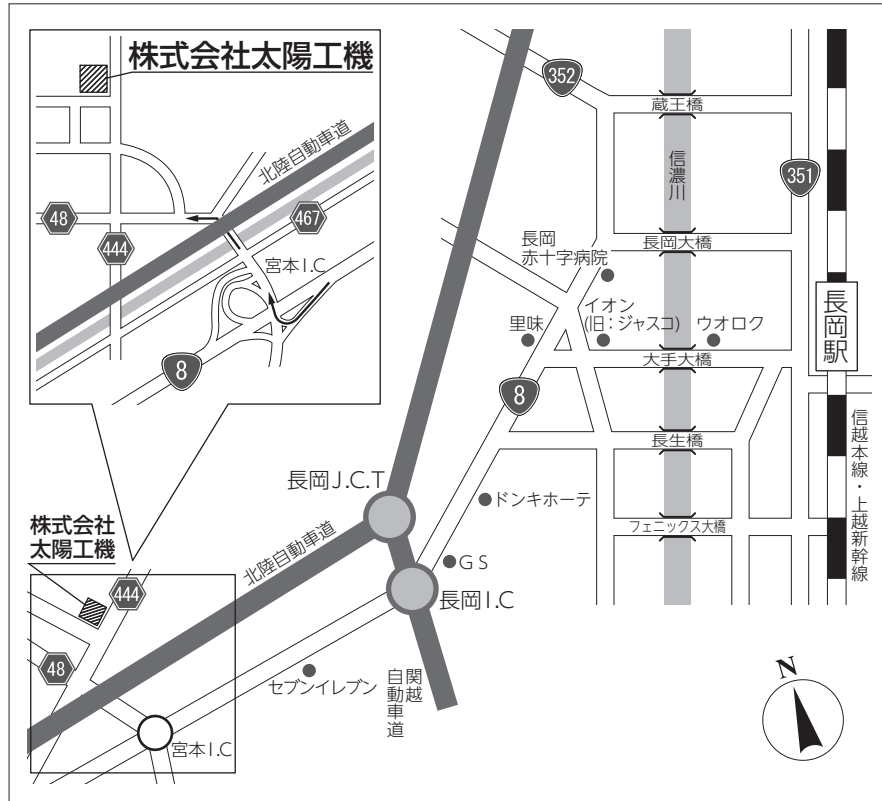 株式会社太陽工機
北陸自動車道
48
467
444
宮本I.C
8
352
蔵王橋
信濃川
351
長岡大橋
長岡
赤十字病院
イオン
(旧：ジャスコ)
里味
ウオロク
長岡駅
大手大橋
8
長生橋
信越本線・上越新幹線
長岡J.C.T
ドンキホーテ
フェニックス大橋
株式会社
太陽工機
北陸自動車道
GS
444
長岡I.C
48
セブンイレブン
関越
自動車道
宮本I.C
N